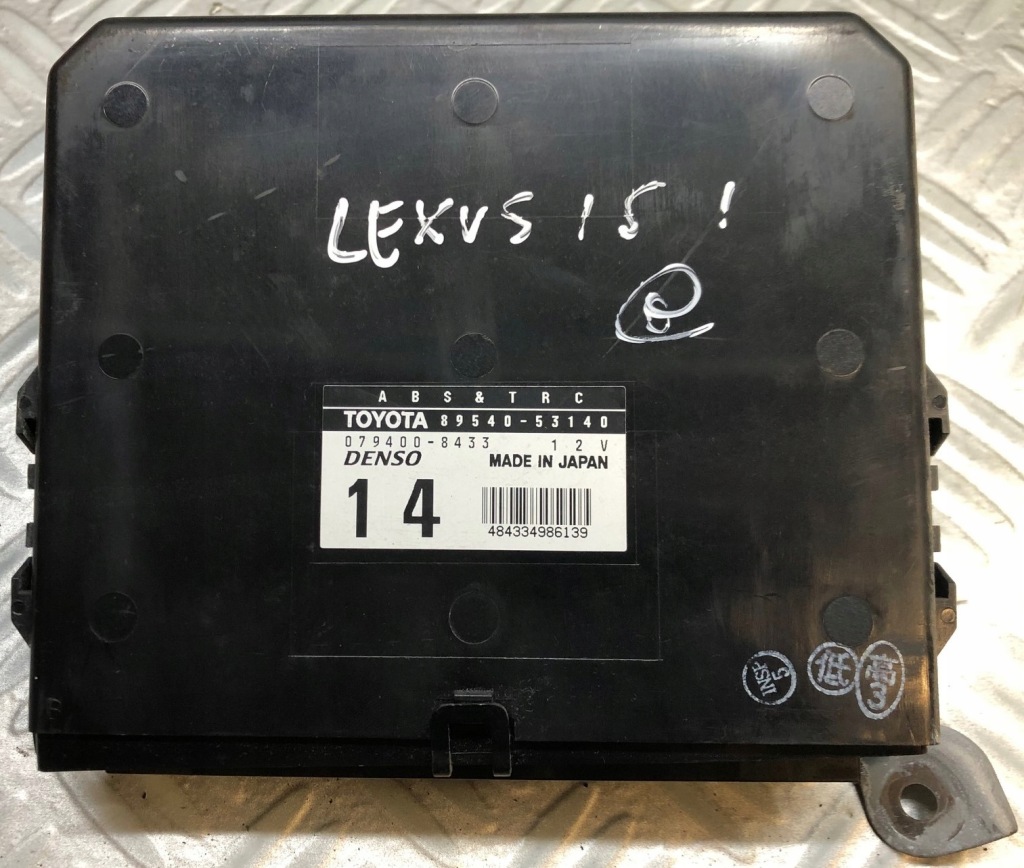 LEXUS IS !
ABS&TRC
TOYOTA 89540-53140
079400-8433 12V
DENSO MADE IN JAPAN
14
484334986139
INSP 5
低
高 3